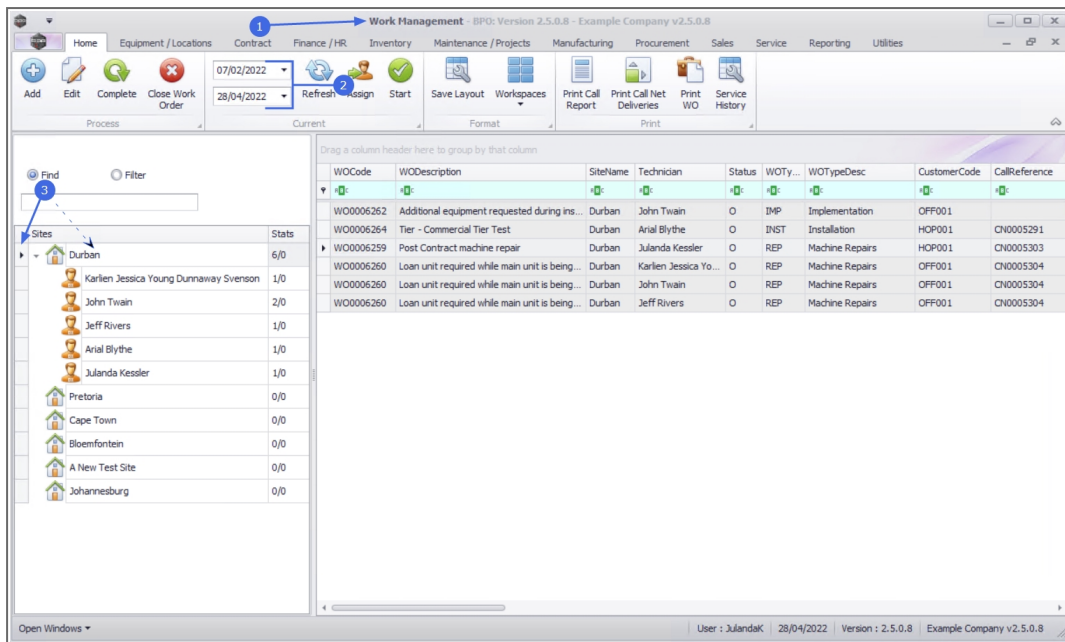 1
Work Management - BPO: Version 2.5.0.8 - Example Company v2.5.0.8
Home Equipment / Locations Contract Finance / HR Inventory Maintenance / Projects Manufacturing Procurement Sales Service Reporting Utilities
Add Edit Complete Close Work Order
07/02/2022
28/04/2022
2
Refresh Assign Start Save Layout Workspaces Print Call Report Print Call Net Deliveries Print WO Service History
Process Current Format Print
Drag a column header here to group by that column
Find Filter
3
Sites Stats
Durban 6/0
Karlien Jessica Young Dunnaway Svenson 1/0
John Twain 2/0
Jeff Rivers 1/0
Arial Blythe 1/0
Julanda Kessler 1/0
Pretoria 0/0
Cape Town 0/0
Bloemfontein 0/0
A New Test Site 0/0
Johannesburg 0/0
WOCode WODescription SiteName Technician Status WOTy... WOTypeDesc CustomerCode CallReference
WO0006262 Additional equipment requested during ins... Durban John Twain O IMP Implementation OFF001
WO0006264 Tier - Commercial Tier Test Durban Arial Blythe O INST Installation HOP001 CN0005291
WO0006259 Post Contract machine repair Durban Julanda Kessler O REP Machine Repairs HOP001 CN0005303
WO0006260 Loan unit required while main unit is being... Durban Karlien Jessica Yo... O REP Machine Repairs OFF001 CN0005304
WO0006260 Loan unit required while main unit is being... Durban John Twain O REP Machine Repairs OFF001 CN0005304
WO0006260 Loan unit required while main unit is being... Durban Jeff Rivers O REP Machine Repairs OFF001 CN0005304
Open Windows User : JulandaK 28/04/2022 Version : 2.5.0.8 Example Company v2.5.0.8